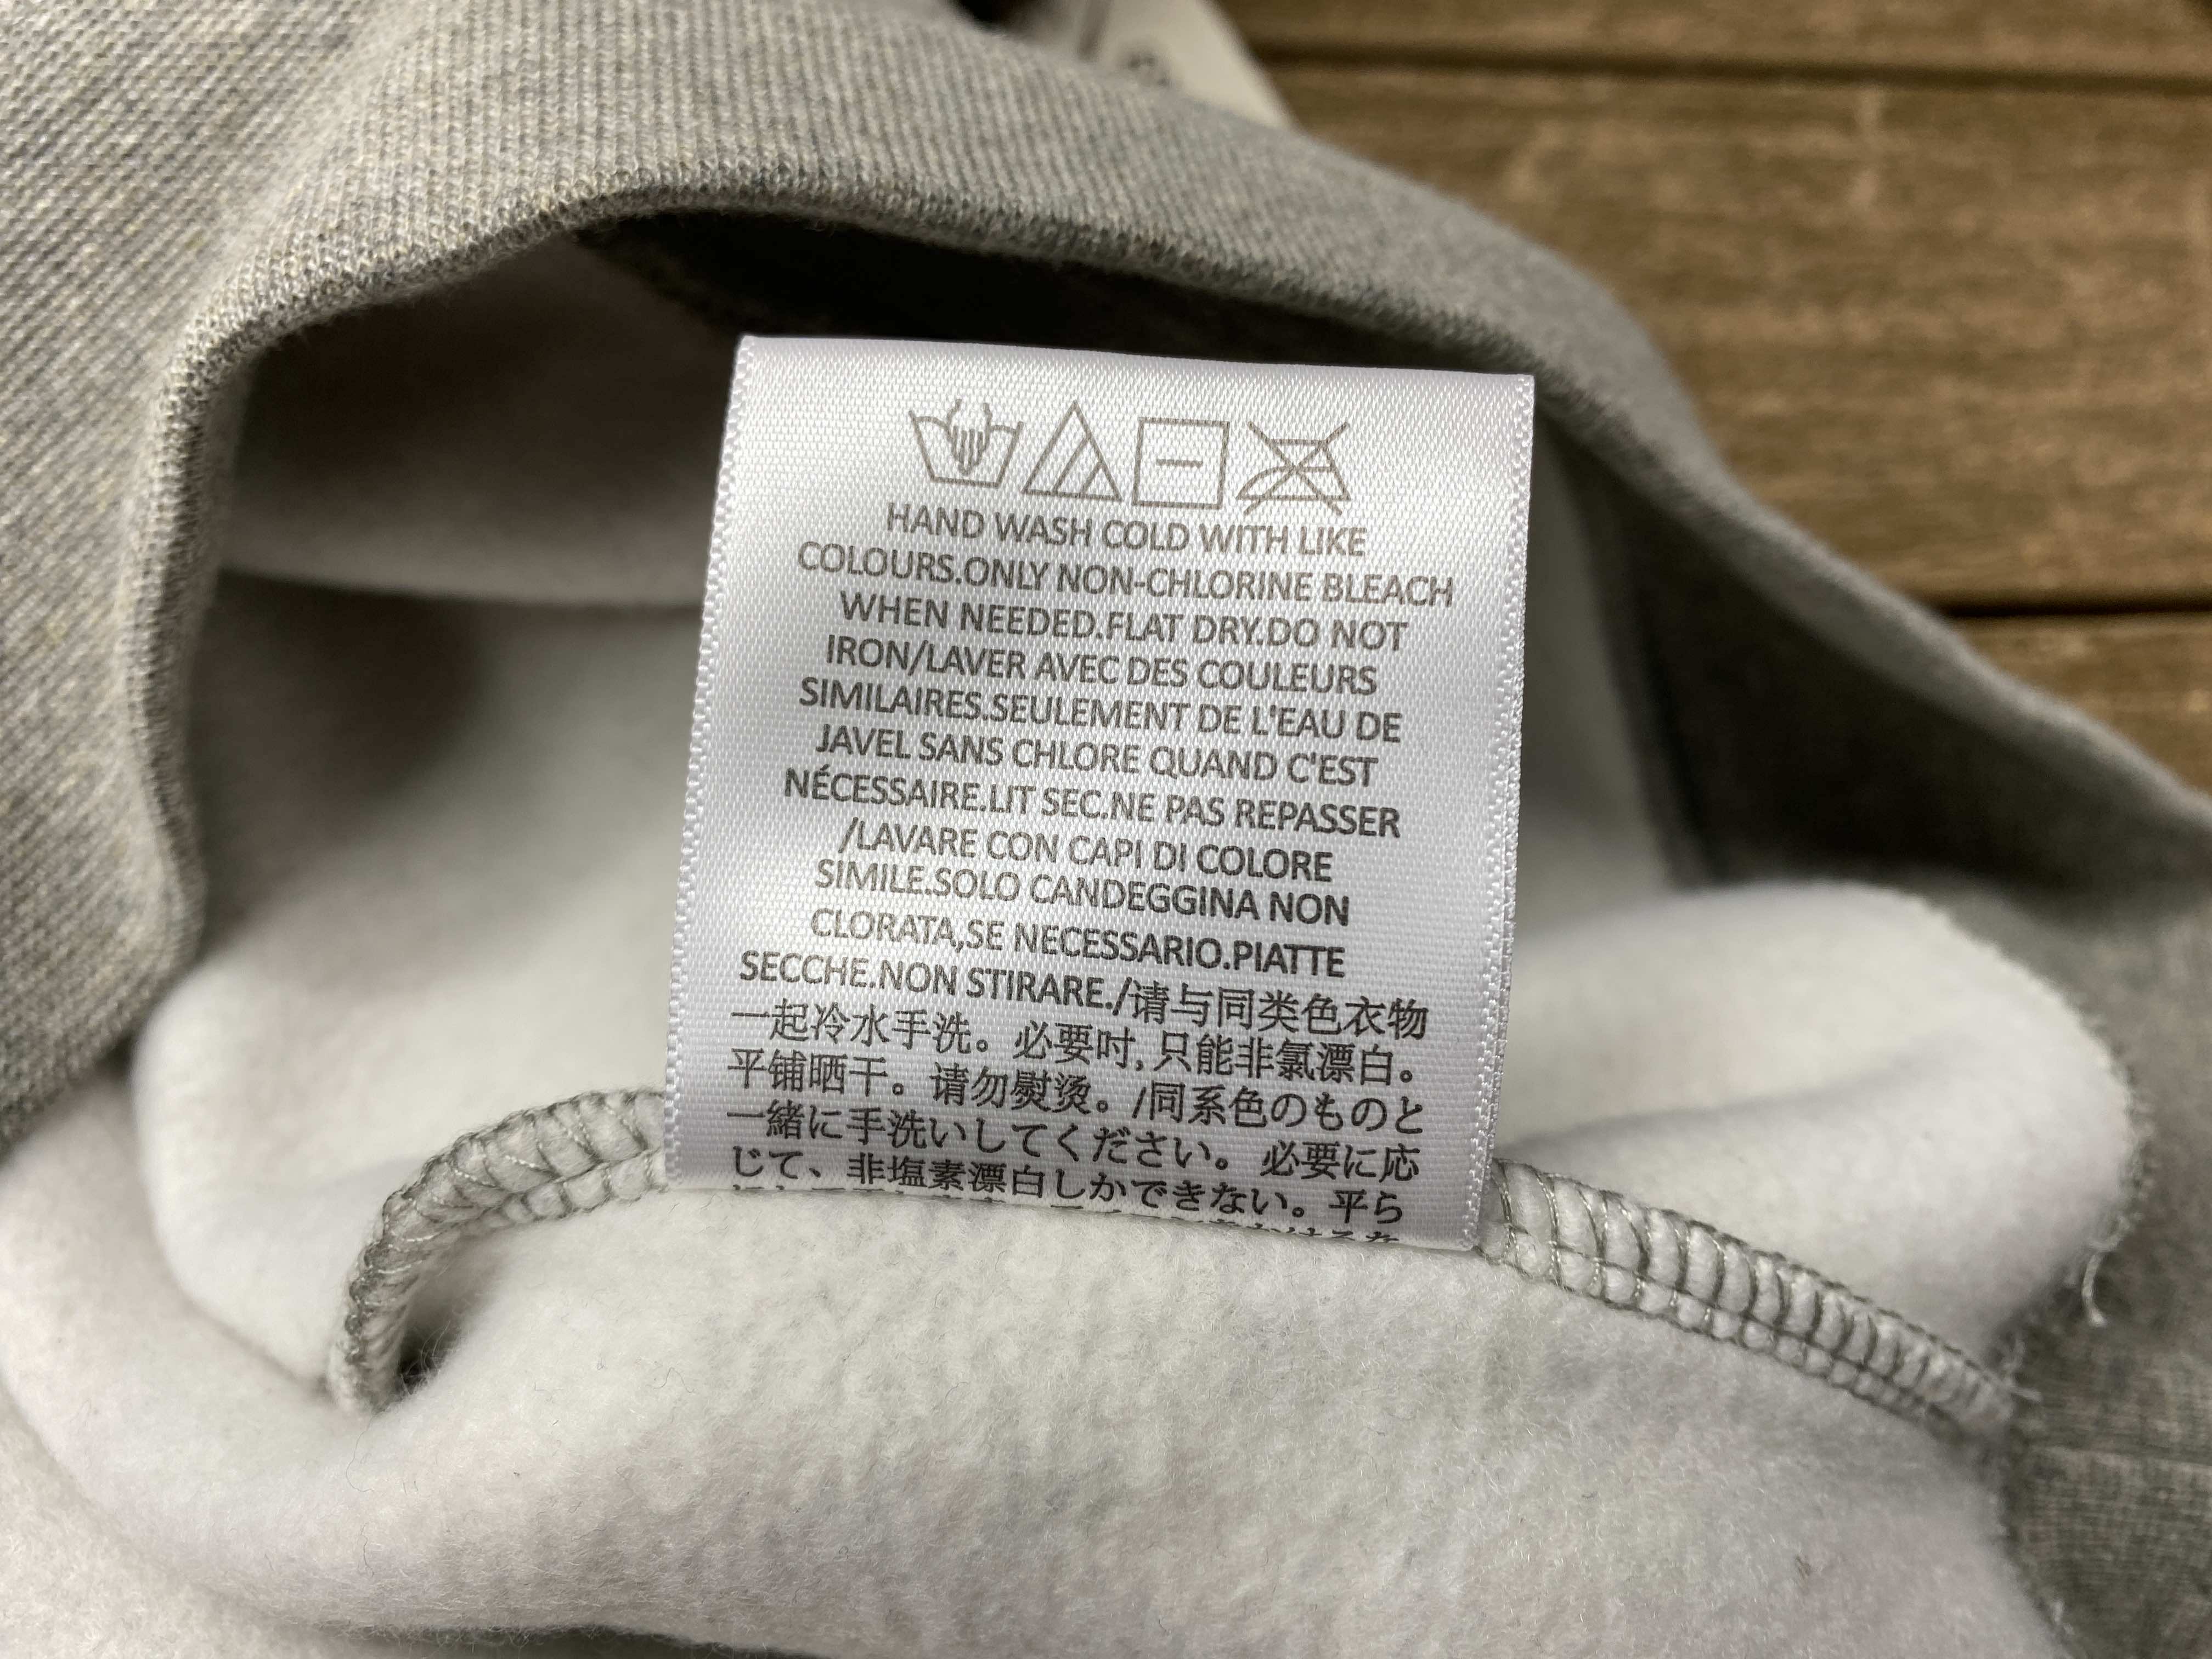 HAND WASH COLD WITH LIKE
COLOURS.ONLY NON-CHLORINE BLEACH
WHEN NEEDED.FLAT DRY.DO NOT
IRON/LAVER AVEC DES COULEURS
SIMILAIRES.SEULEMENT DE L'EAU DE
JAVEL SANS CHLORE QUAND C'EST
NÉCESSAIRE.LIT SEC.NE PAS REPASSER
/LAVARE CON CAPI DI COLORE
SIMILE.SOLO CANDEGGINA NON
CLORATA,SE NECESSARIO.PIATTE
SECCHE.NON STIRARE./请与同类色衣物
一起冷水手洗。必要时,只能非氯漂白。
平铺晒干。请勿熨烫。/同系色のものと
一緒に手洗いしてください。必要に応
じて、非塩素漂白しかできない。平ら